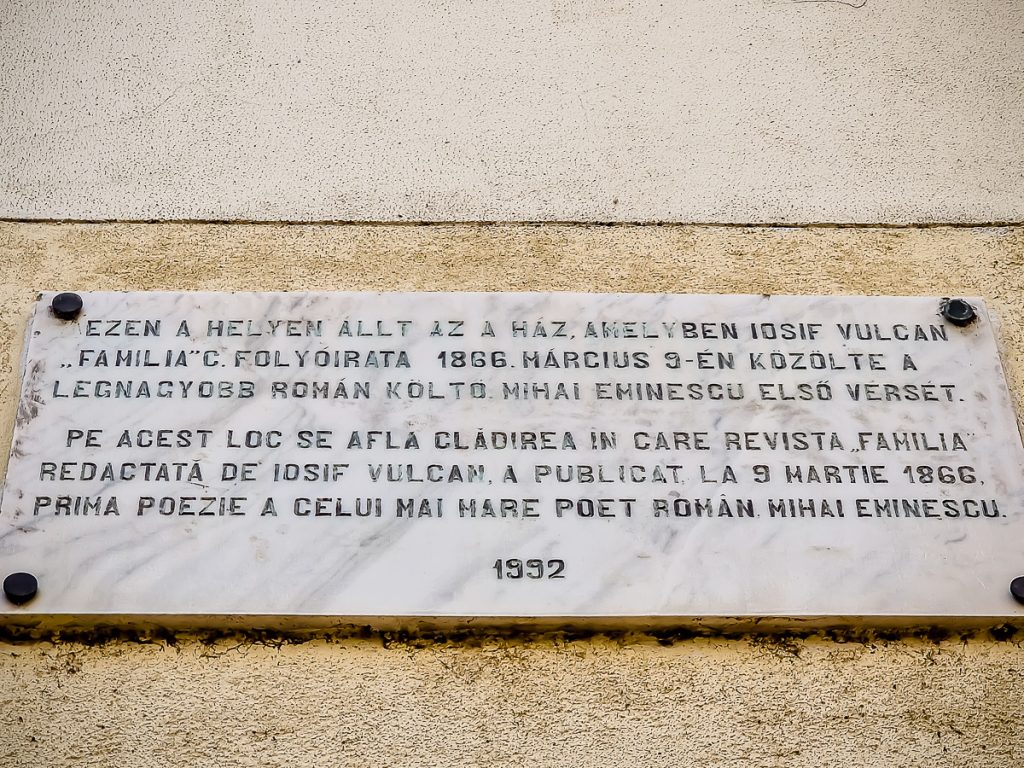 EZEN A HELYEN ÁLLT AZ A HÁZ, AMELYBEN IOSIF VULCAN
„FAMILIA" C. FOLYÓIRATA 1866. MÁRCIUS 9-ÉN KÖZÖLTE A
LEGNAGYOBB ROMÁN KÖLTŐ, MIHAI EMINESCU ELSŐ VERSÉT.
PE ACEST LOC SE AFLA CLĂDIREA ÎN CARE REVISTA „FAMILIA"
REDACTATĂ DE IOSIF VULCAN, A PUBLICAT, LA 9 MARTIE 1866,
PRIMA POEZIE A CELUI MAI MARE POET ROMÂN, MIHAI EMINESCU.
1992